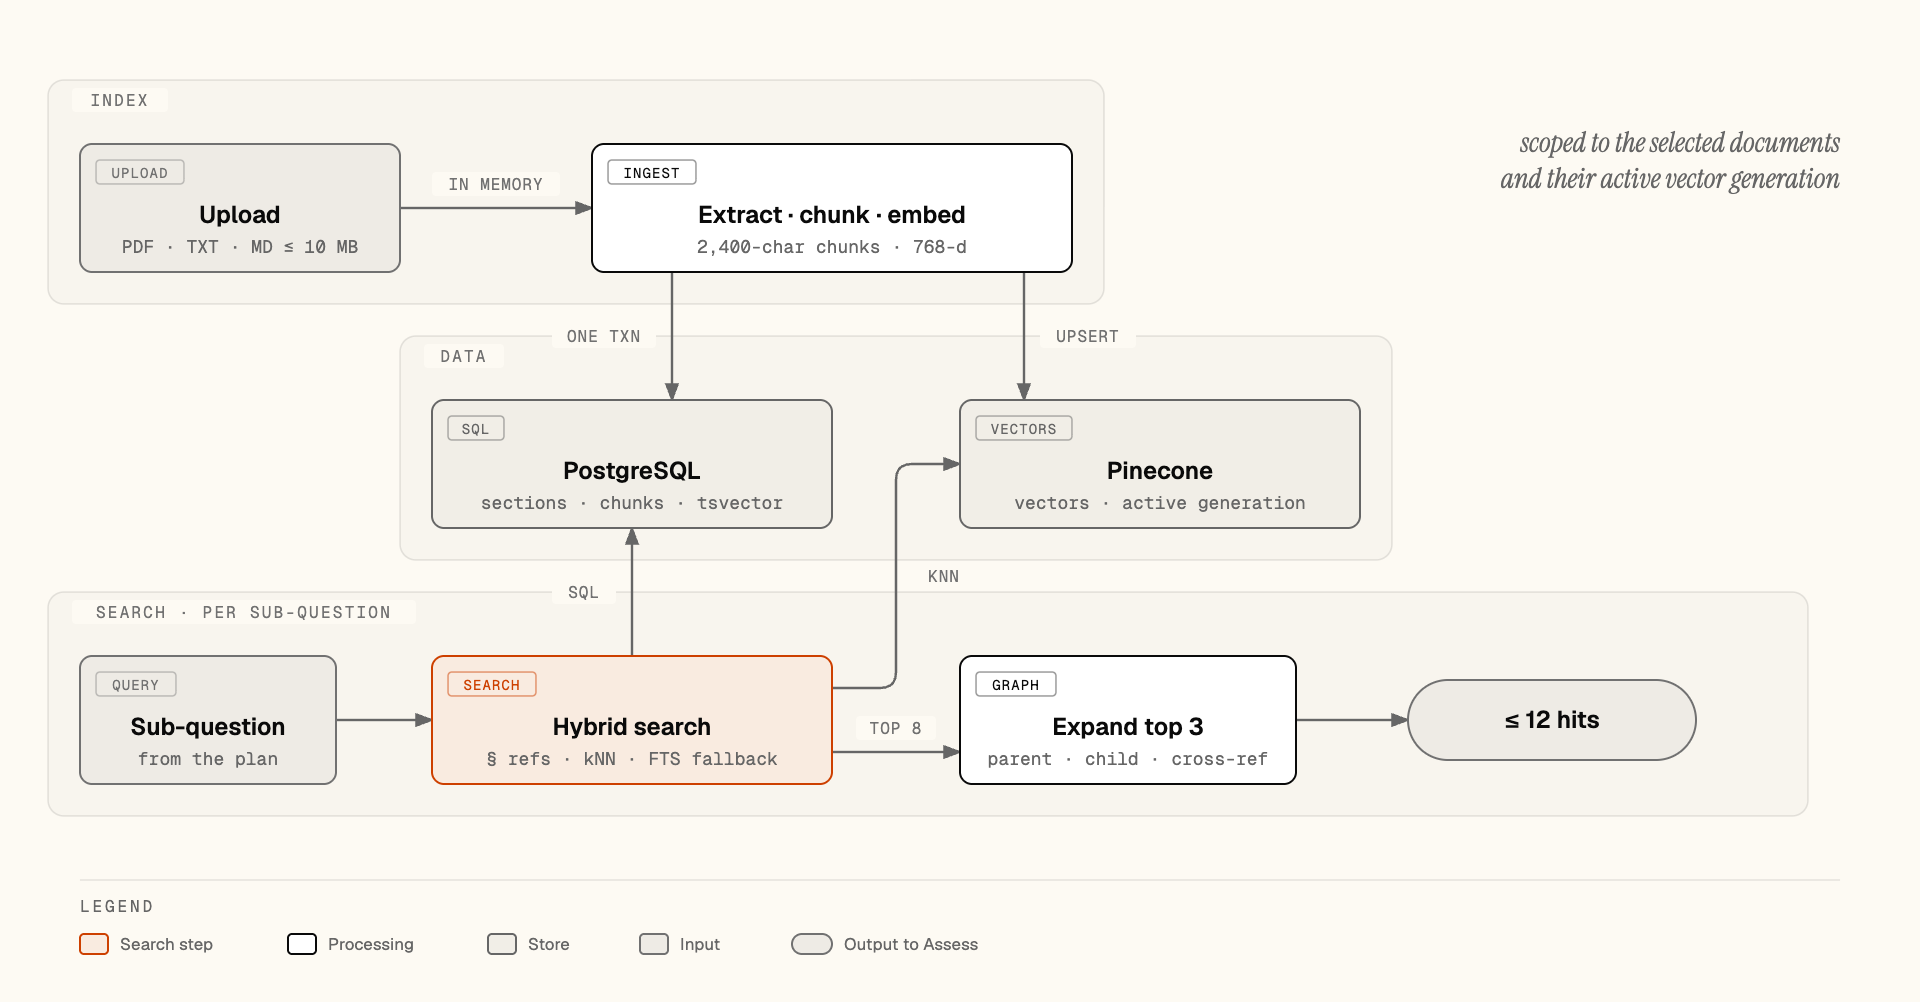 INDEX
scoped to the selected documents
and their active vector generation
UPLOAD
Upload
PDF · TXT · MD ≤ 10 MB
IN MEMORY
INGEST
Extract · chunk · embed
2,400-char chunks · 768-d
ONE TXN
UPSERT
DATA
SQL
PostgreSQL
sections · chunks · tsvector
VECTORS
Pinecone
vectors · active generation
SQL
KNN
SEARCH · PER SUB-QUESTION
QUERY
Sub-question
from the plan
SEARCH
Hybrid search
§ refs · kNN · FTS fallback
TOP 8
GRAPH
Expand top 3
parent · child · cross-ref
≤ 12 hits
LEGEND
Search step
Processing
Store
Input
Output to Assess